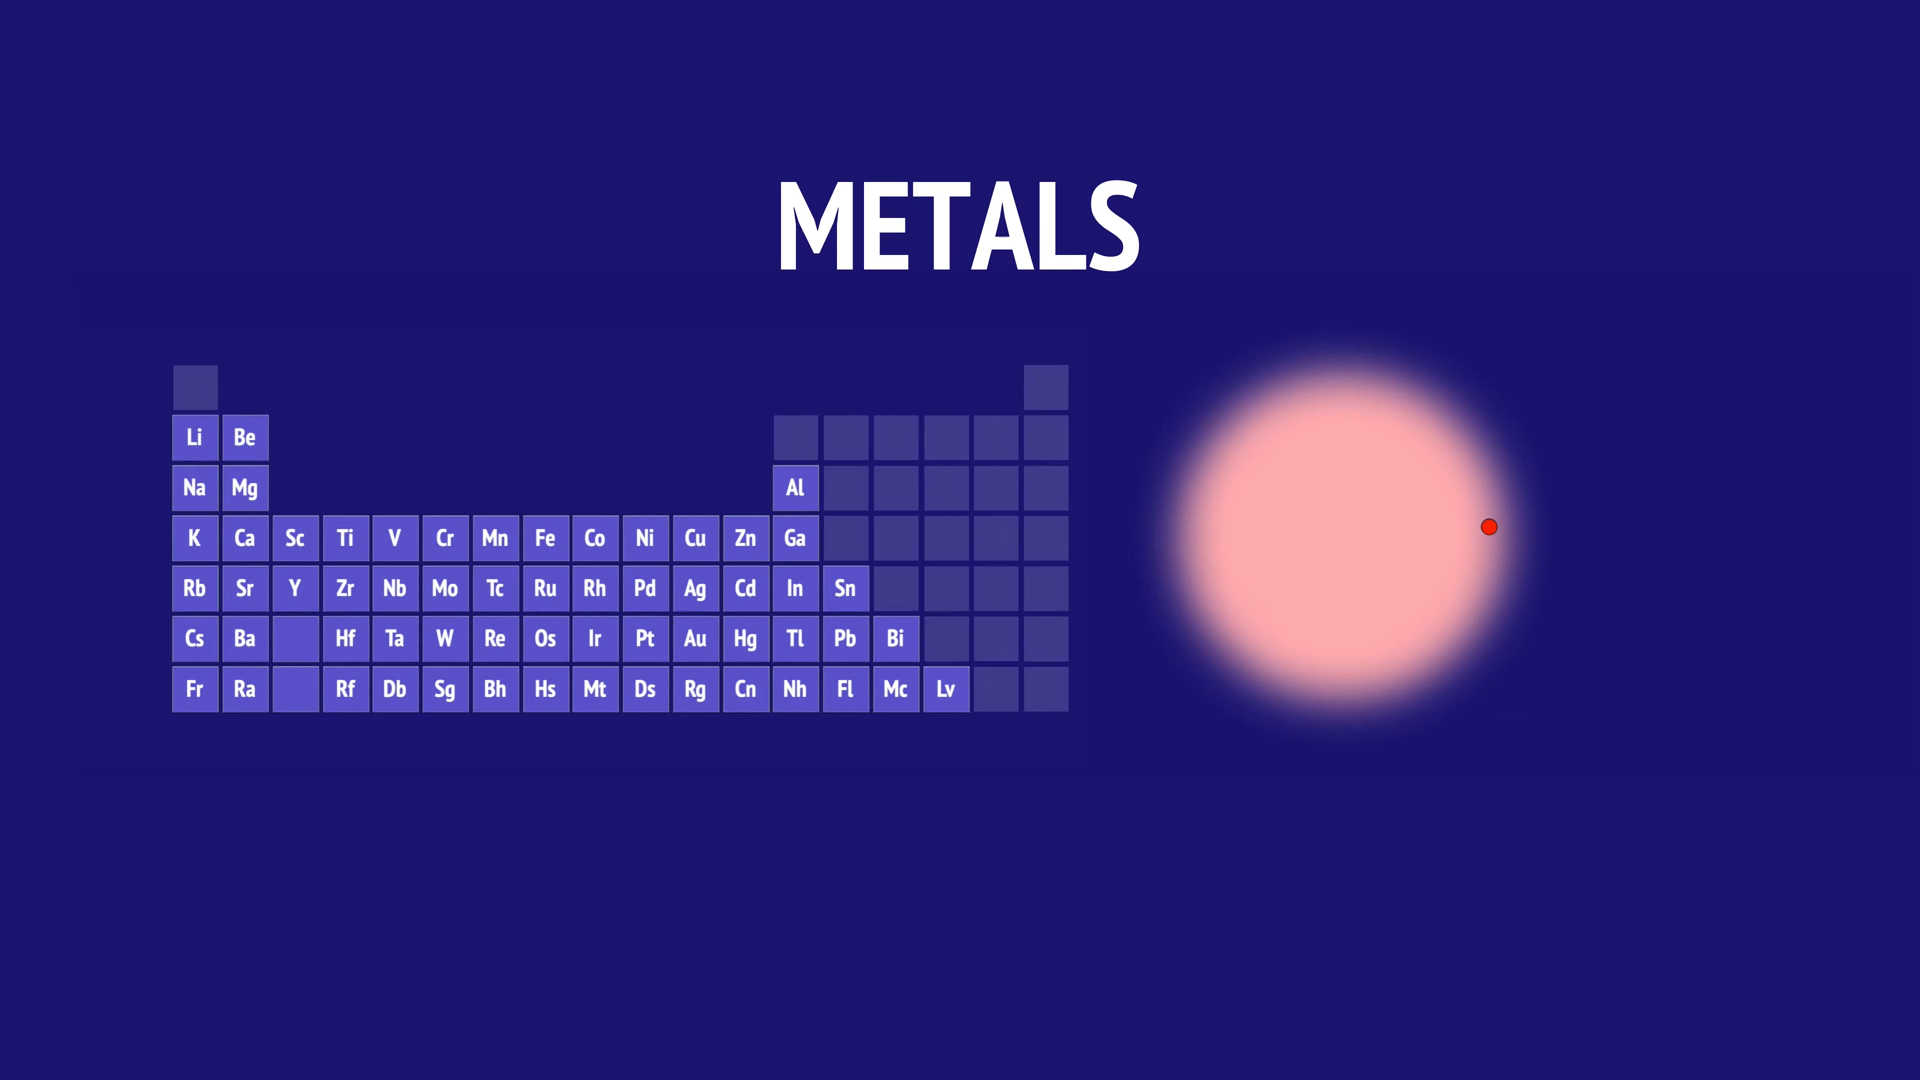 METALS
Li Be
Na Mg Al
K Ca Sc Ti V Cr Mn Fe Co Ni Cu Zn Ga
Rb Sr Y Zr Nb Mo Tc Ru Rh Pd Ag Cd In Sn
Cs Ba Hf Ta W Re Os Ir Pt Au Hg Tl Pb Bi
Fr Ra Rf Db Sg Bh Hs Mt Ds Rg Cn Nh Fl Mc Lv